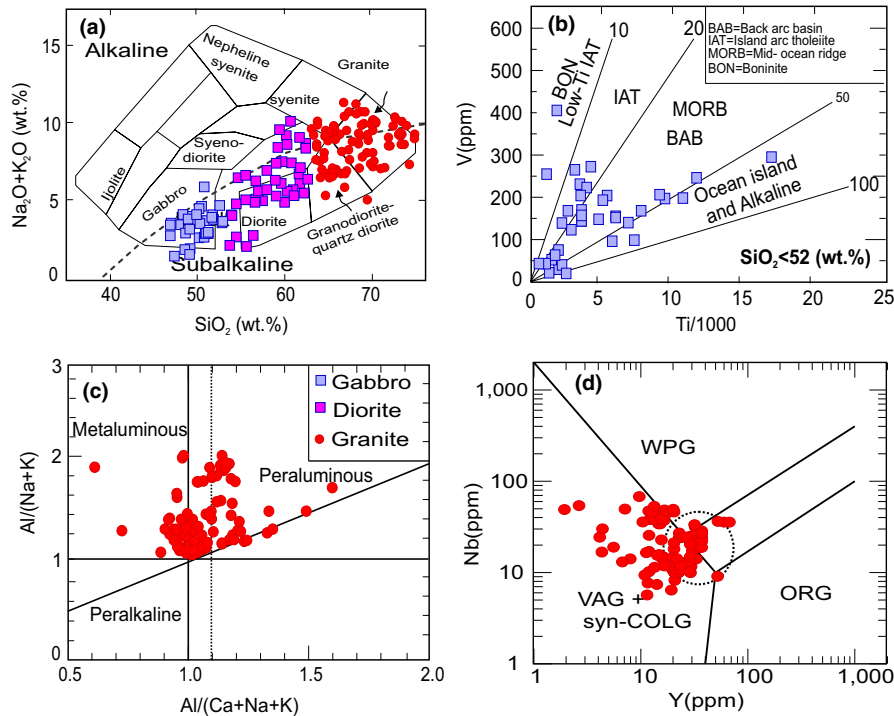 (a)
Alkaline
Nepheline
syenite
Granite
syenite
Syeno-
diorite
Ijolite
Gabbro
Diorite
Granodiorite-
quartz diorite
Subalkaline
15
10
5
0
40
50
60
70
Na₂O+K₂O (wt.%)
SiO₂ (wt.%)
(b)
BAB=Back arc basin
IAT=Island arc tholeiite
MORB=Mid- ocean ridge
BON=Boninite
10
20
50
100
BON
Low-Ti IAT
IAT
MORB
BAB
Ocean island
and Alkaline
SiO₂<52 (wt.%)
600
500
400
300
200
100
0
0
5
10
15
20
25
V(ppm)
Ti/1000
(c)
Gabbro
Diorite
Granite
Metaluminous
Peraluminous
Peralkaline
3
2
1
0
0.5
1.0
1.5
2.0
Al/(Na+K)
Al/(Ca+Na+K)
(d)
WPG
VAG +
syn-COLG
ORG
1,000
100
10
1
1
10
100
1,000
Nb(ppm)
Y(ppm)